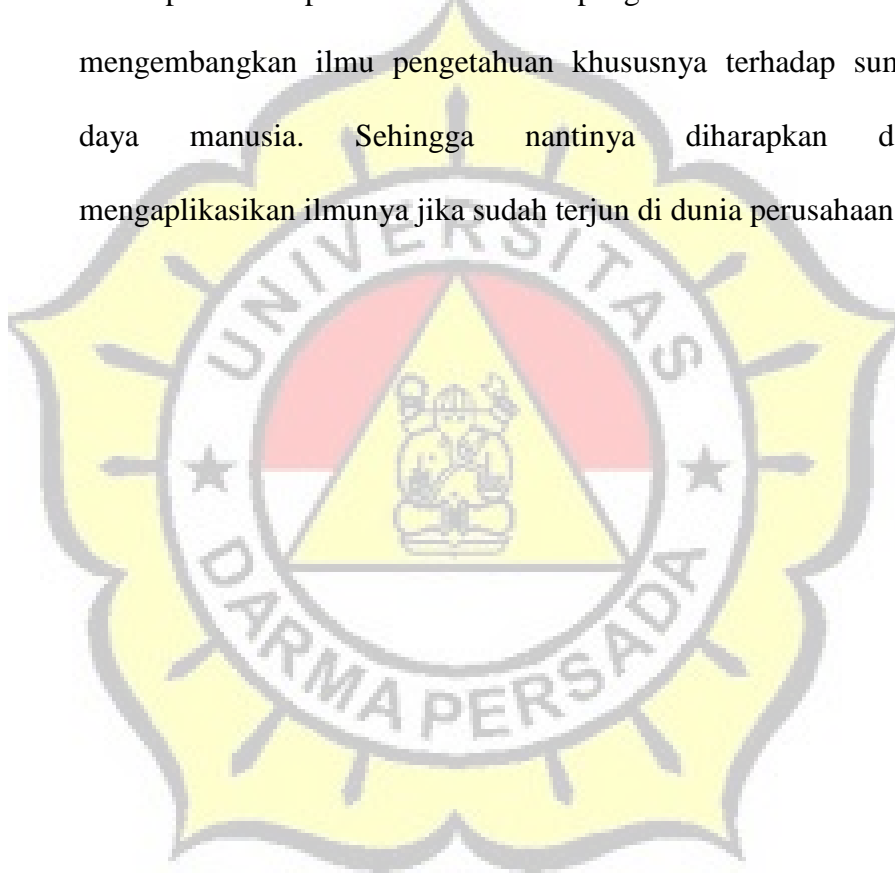 mengembangkan ilmu pengetahuan khususnya terhadap
daya manusia. Sehingga nantinya diharapkan d
mengaplikasikan ilmunya jika sudah terjun di dunia perusahaan
UNIVERSITAS
DARMA PERSADA